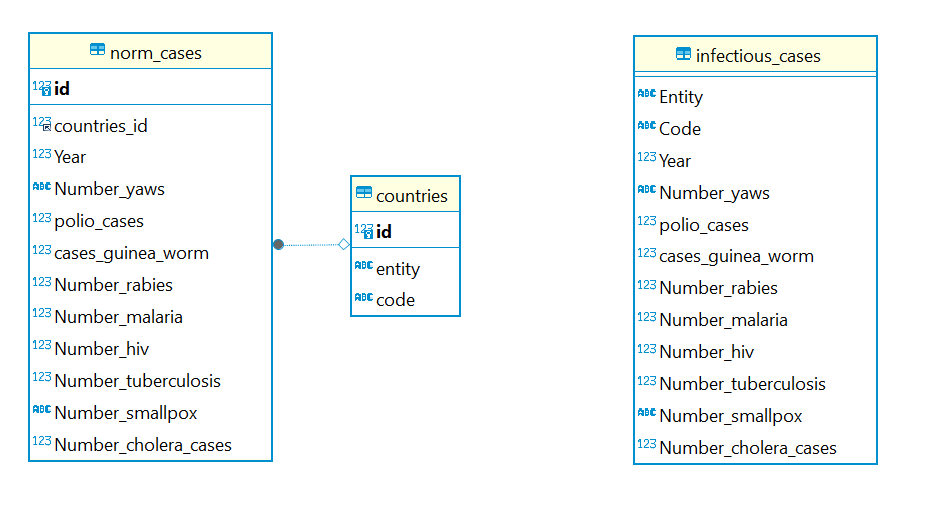 norm_cases
123 id
123 countries_id
123 Year
ABC Number_yaws
123 polio_cases
123 cases_guinea_worm
123 Number_rabies
123 Number_malaria
123 Number_hiv
123 Number_tuberculosis
ABC Number_smallpox
123 Number_cholera_cases
countries
123 id
ABC entity
ABC code
infectious_cases
ABC Entity
ABC Code
123 Year
ABC Number_yaws
123 polio_cases
123 cases_guinea_worm
123 Number_rabies
123 Number_malaria
123 Number_hiv
123 Number_tuberculosis
ABC Number_smallpox
123 Number_cholera_cases